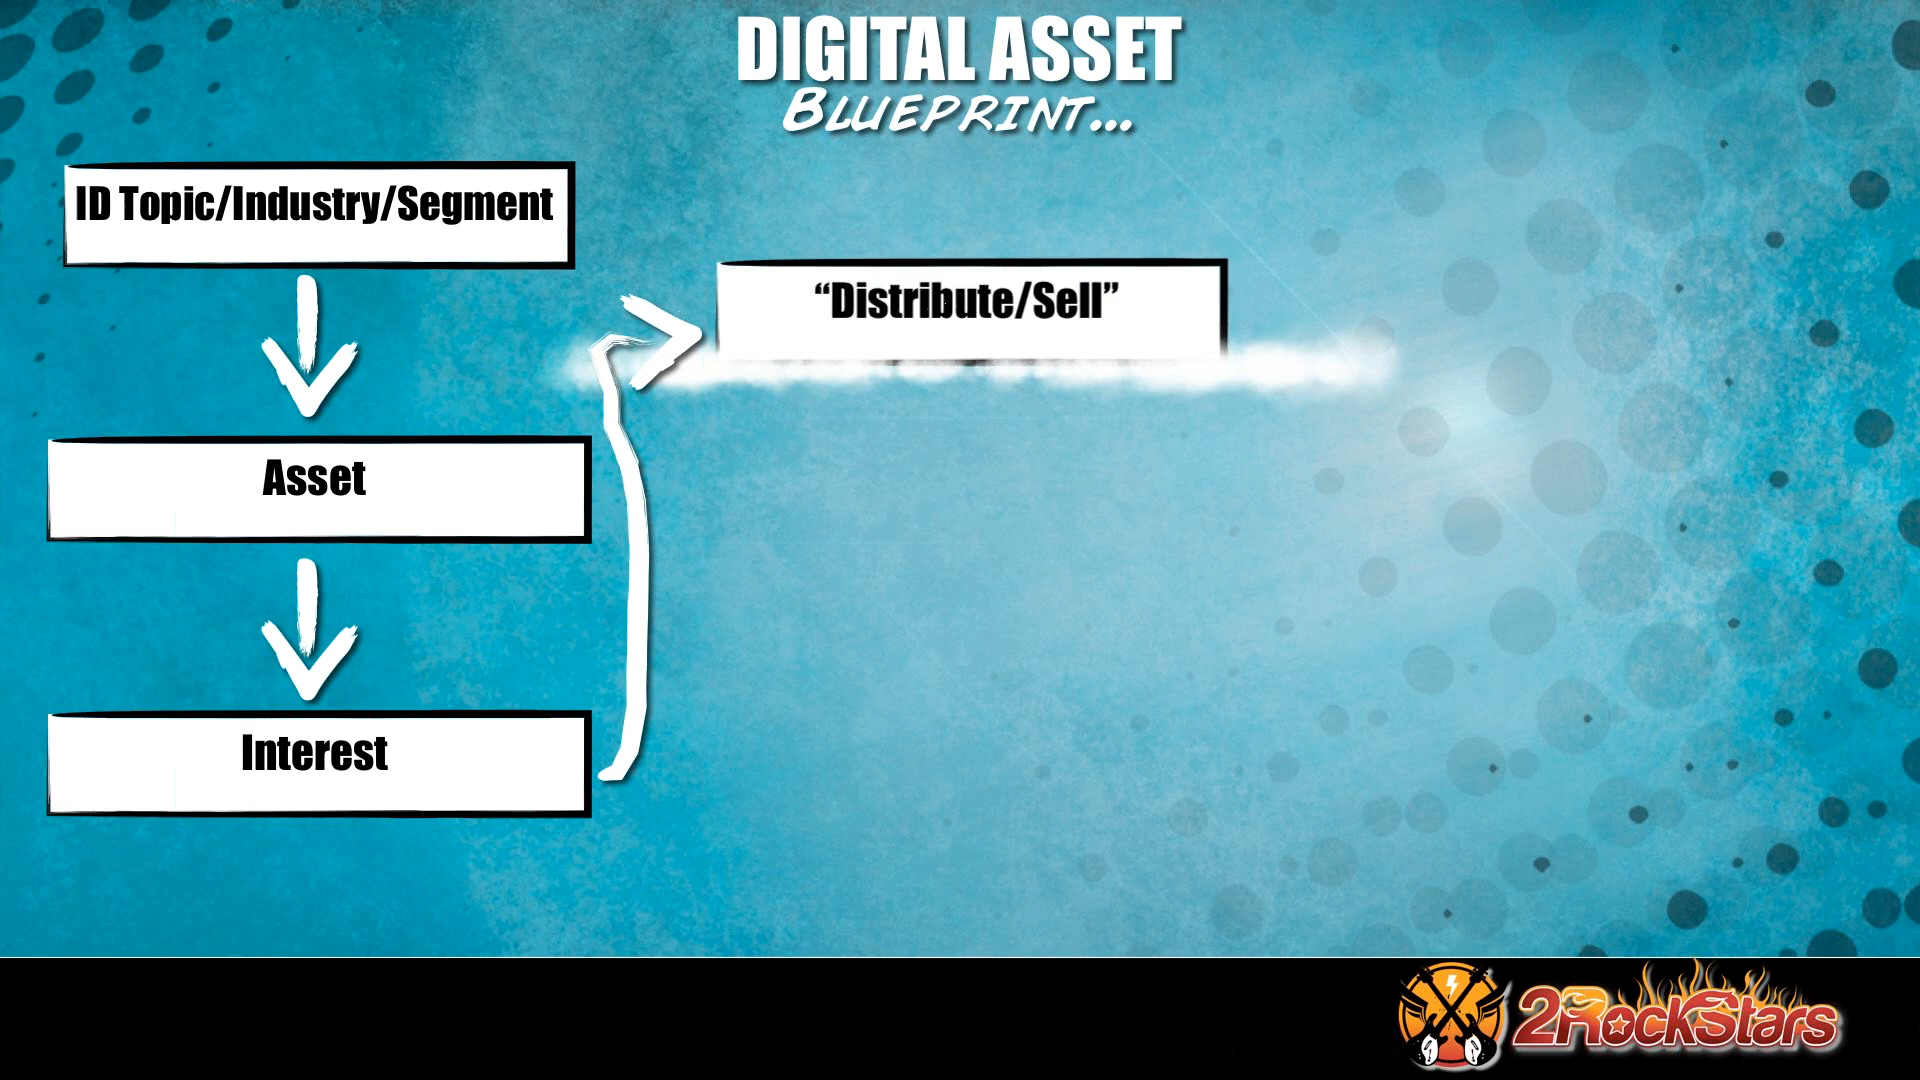 DIGITAL ASSET
BLUEPRINT...
ID Topic/Industry/Segment
Asset
Interest
“Distribute/Sell”
2RockStars